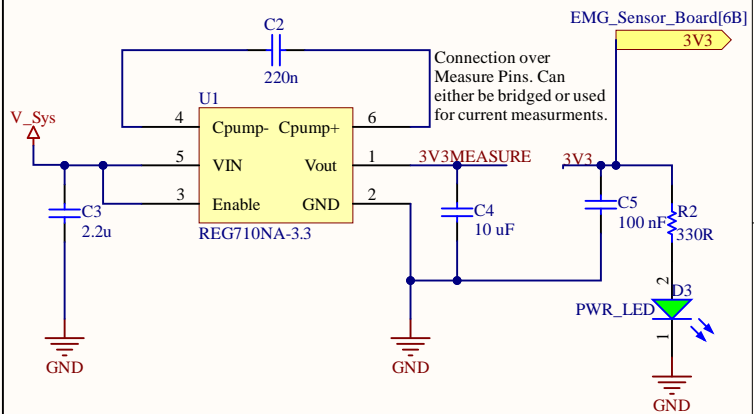 EMG_Sensor_Board[6B]
3V3
C2
220n
Connection over
Measure Pins. Can
either be bridged or used
for current measurments.
U1
V_Sys
4
Cpump-
Cpump+
6
5
VIN
Vout
1
3V3MEASURE
3V3
3
Enable
GND
2
C3
2.2u
REG710NA-3.3
C4
10 uF
C5
100 nF
R2
330R
2
D3
PWR_LED
1
GND
GND
GND